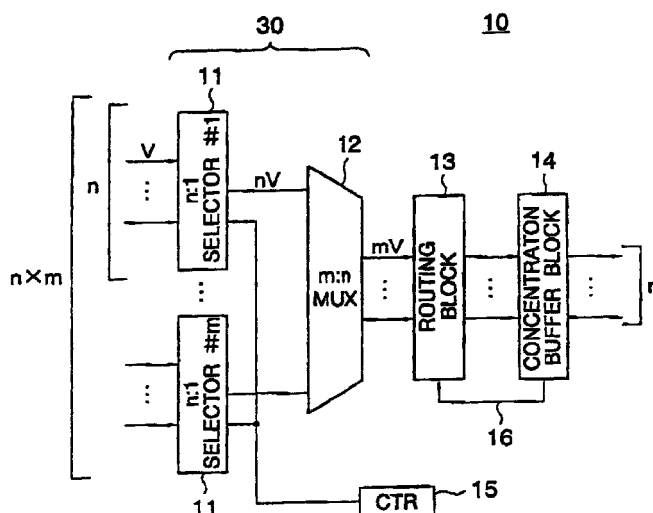 30
10
11
12
13
14
n×m
n
V
n:1
SELECTOR #1
nV
m:n
MUX
mV
ROUTING
BLOCK
CONCENTRATON
BUFFER BLOCK
n:1
SELECTOR #m
11
16
CTR
15